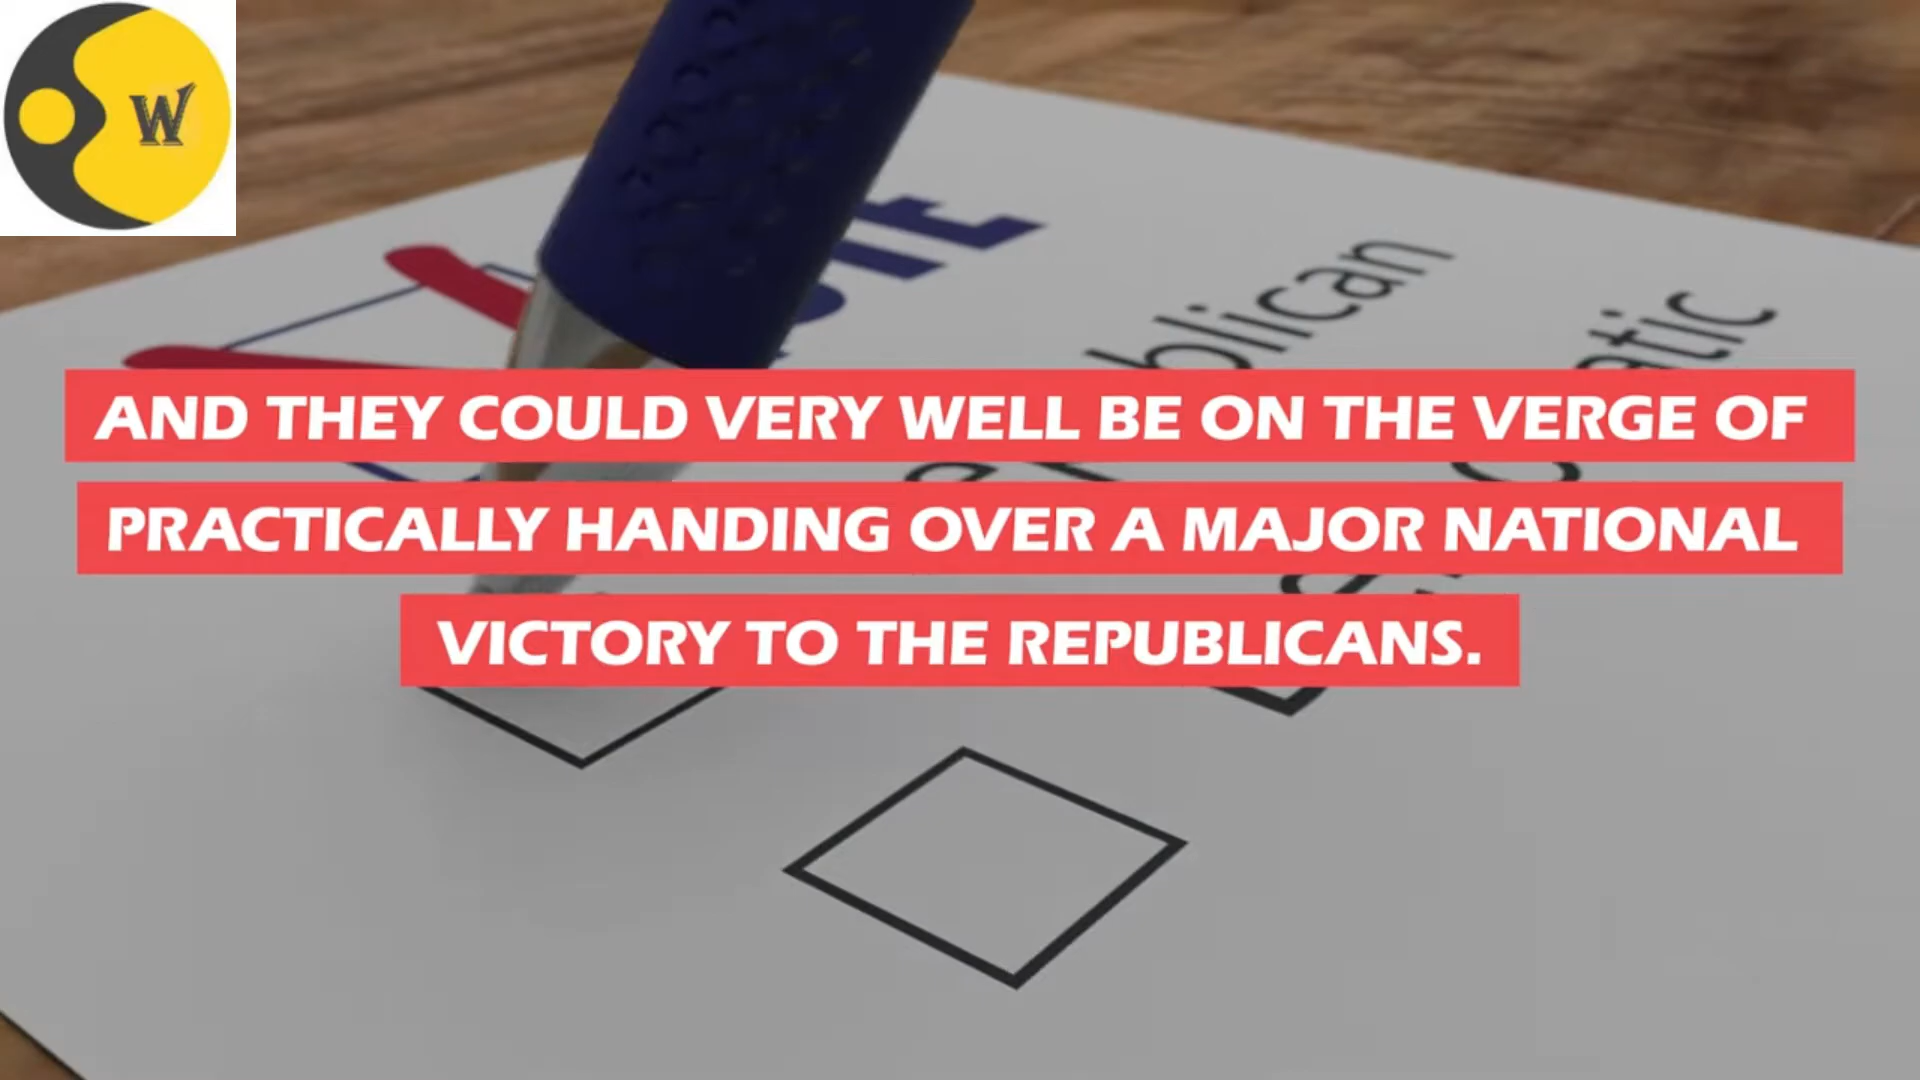 W
AND THEY COULD VERY WELL BE ON THE VERGE OF
PRACTICALLY HANDING OVER A MAJOR NATIONAL
VICTORY TO THE REPUBLICANS.